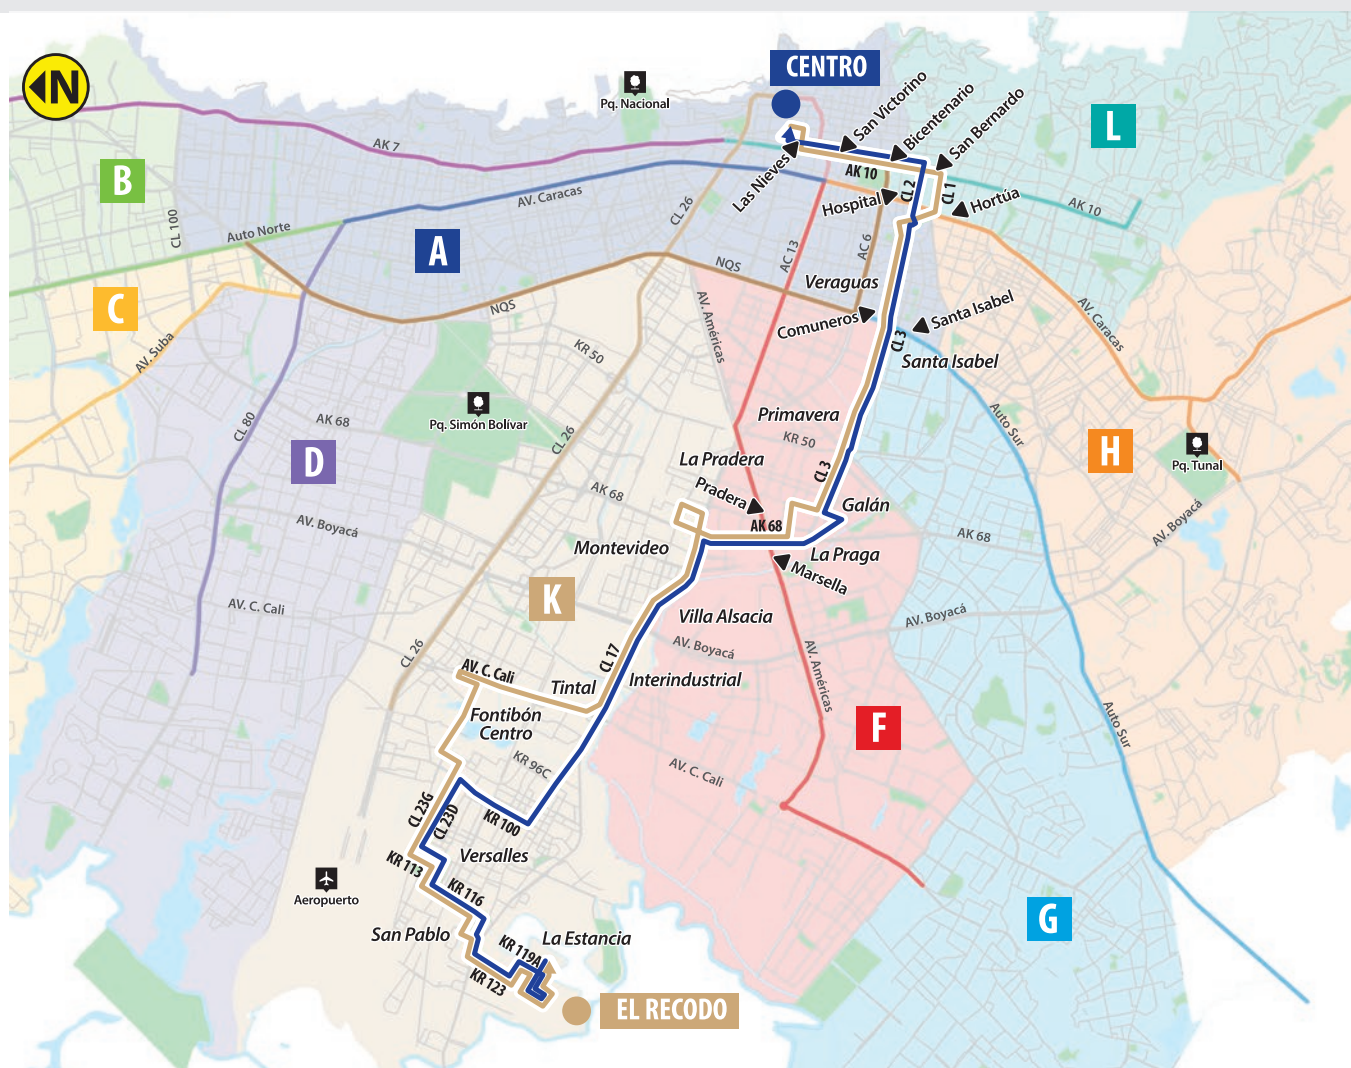 CENTRO
N
Pq. Nacional
San Victorino
Bicentenario
San Bernardo
L
AK 7
B
Las Nieves
AK 10
Hospital
CL 2
CL 1
Hortúa
AK 10
CL 100
Auto Norte
AV. Caracas
CL 26
A
AC 13
AC 6
NQS
Veraguas
C
NQS
AV. Américas
Comuneros
Santa Isabel
AV. Caracas
AV. Suba
KR 50
CL 3
Santa Isabel
Pq. Simón Bolívar
AK 68
CL 80
CL 26
Primavera
KR 50
Auto Sur
D
La Pradera
CL 3
H
Pq. Tunal
AK 68
Pradera
Galán
AV. Boyacá
AK 68
AK 68
AV. Boyacá
Montevideo
La Praga
Marsella
K
AV. C. Cali
Villa Alsacia
AV. Boyacá
AV. Boyacá
CL 26
CL 17
AV. C. Cali
Tintal
Interindustrial
AV. Américas
Fontibón
Centro
F
Auto Sur
KR 96C
AV. C. Cali
CL 23G
CL 23D
KR 100
Versalles
KR 113
KR 116
Aeropuerto
San Pablo
KR 119A
La Estancia
G
KR 123
EL RECODO